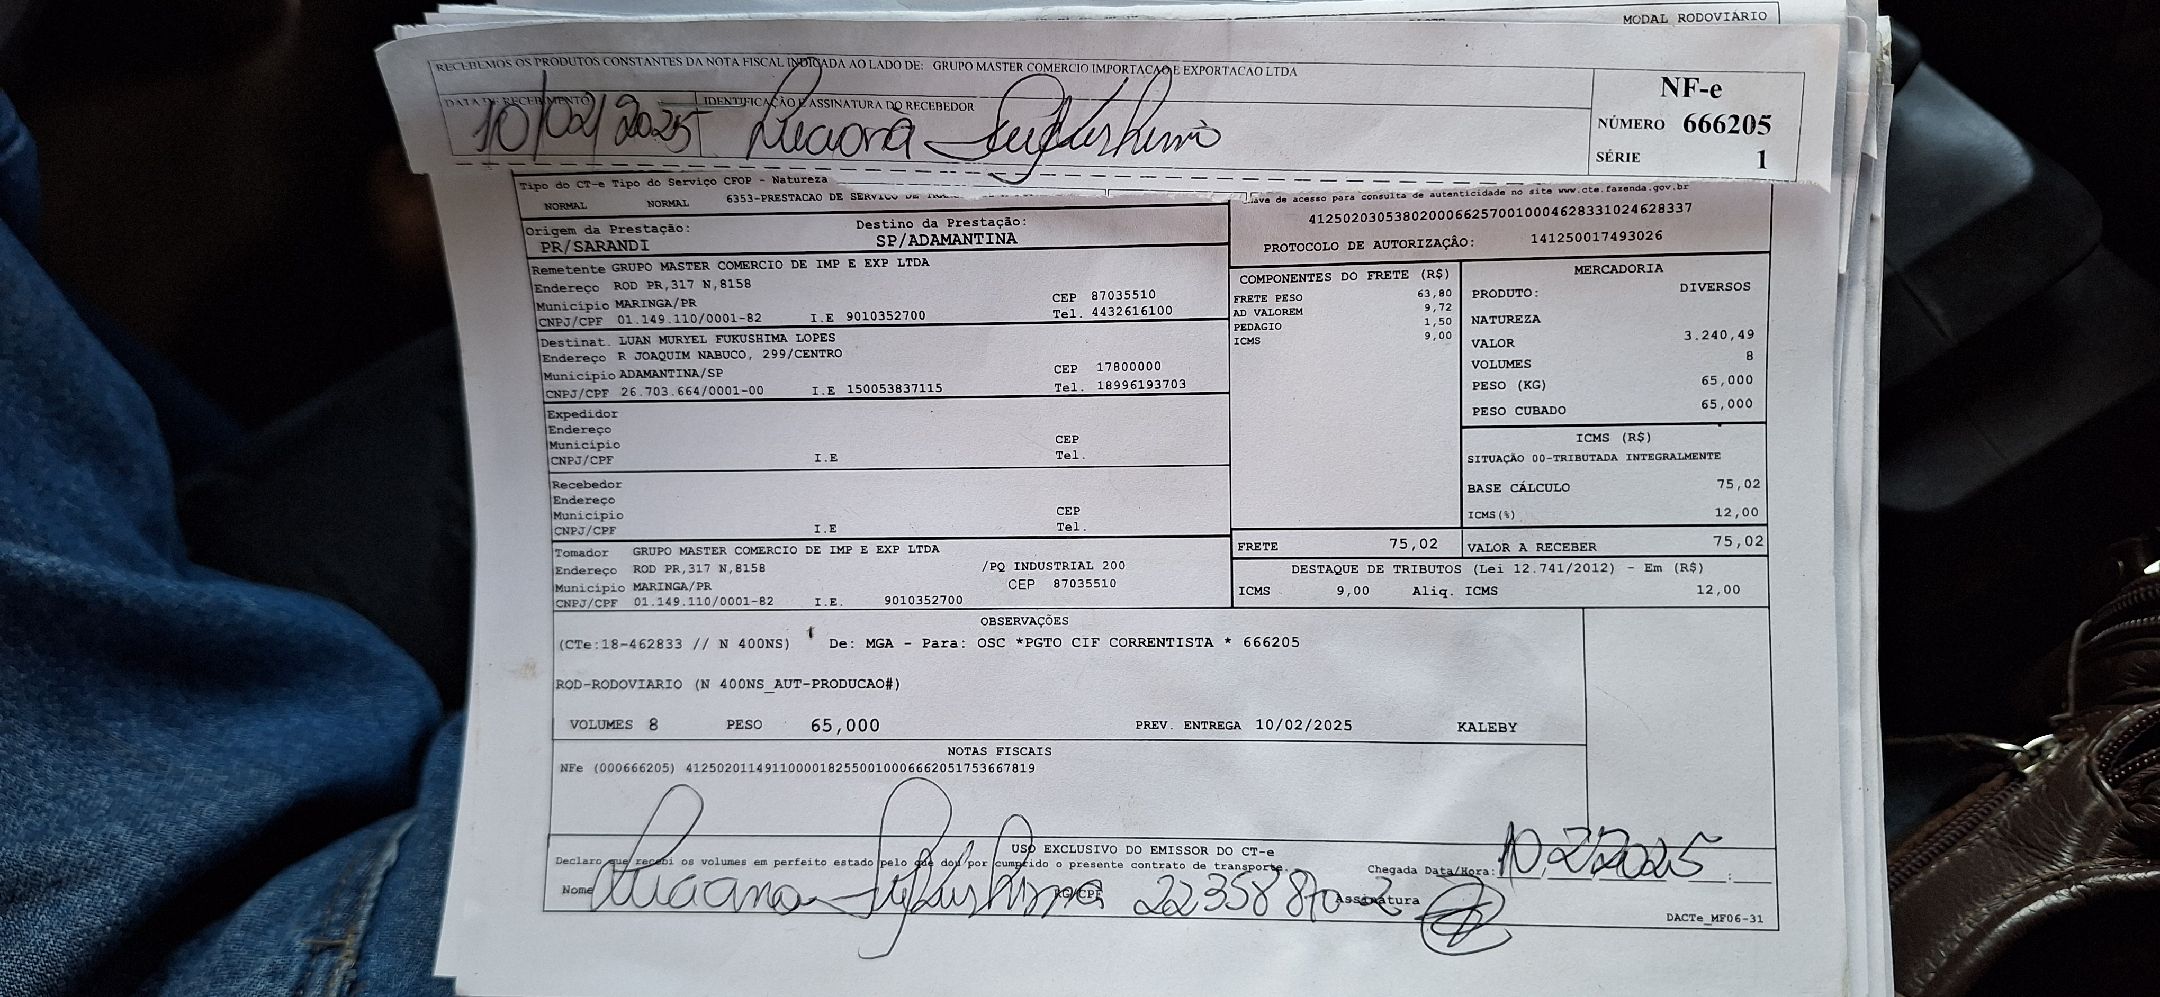 MODAL RODOVIÁRIO
RECEBEMOS OS PRODUTOS CONSTANTES DA NOTA FISCAL INDICADA AO LADO DE: GRUPO MASTER COMERCIO IMPORTACAO E EXPORTACAO LTDA
DATA DE RECEBIMENTO IDENTIFICAÇÃO E ASSINATURA DO RECEBEDOR
10/02/2025 Luciana Fukushima
NF-e
NÚMERO 666205
SÉRIE 1
Tipo do CT-e Tipo do Serviço CFOP - Natureza
NORMAL NORMAL 6353-PRESTACAO DE SERVICO DE
Origem da Prestação: Destino da Prestação:
PR/SARANDI SP/ADAMANTINA
have de acesso para consulta de autenticidade no site www.cte.fazenda.gov.br
41250203053802000662570010004628331024628337
PROTOCOLO DE AUTORIZAÇÂO: 141250017493026
Remetente GRUPO MASTER COMERCIO DE IMP E EXP LTDA
Endereço ROD PR,317 N,8158
Município MARINGA/PR CEP 87035510
CNPJ/CPF 01.149.110/0001-82 I.E 9010352700 Tel. 4432616100
Destinat. LUAN MURYEL FUKUSHIMA LOPES
Endereço R JOAQUIM NABUCO, 299/CENTRO
Município ADAMANTINA/SP CEP 17800000
CNPJ/CPF 26.703.664/0001-00 I.E 150053837115 Tel. 18996193703
Expedidor
Endereço
Município CEP
CNPJ/CPF I.E Tel.
Recebedor
Endereço
Município CEP
CNPJ/CPF I.E Tel.
Tomador GRUPO MASTER COMERCIO DE IMP E EXP LTDA
Endereço ROD PR,317 N,8158 /PQ INDUSTRIAL 200
Município MARINGA/PR CEP 87035510
CNPJ/CPF 01.149.110/0001-82 I.E. 9010352700
COMPONENTES DO FRETE (R$)
FRETE PESO 63,80
AD VALOREM 9,72
PEDAGIO 1,50
ICMS 9,00
MERCADORIA
PRODUTO: DIVERSOS
NATUREZA
VALOR 3.240,49
VOLUMES 8
PESO (KG) 65,000
PESO CUBADO 65,000
ICMS (R$)
SITUAÇÃO 00-TRIBUTADA INTEGRALMENTE
BASE CÁLCULO 75,02
ICMS(%) 12,00
FRETE 75,02 VALOR A RECEBER 75,02
DESTAQUE DE TRIBUTOS (Lei 12.741/2012) - Em (R$)
ICMS 9,00 Aliq. ICMS 12,00
OBSERVAÇÕES
(CTe:18-462833 // N 400NS) De: MGA - Para: OSC *PGTO CIF CORRENTISTA * 666205
ROD-RODOVIARIO (N 400NS_AUT-PRODUCAO#)
VOLUMES 8 PESO 65,000 PREV. ENTREGA 10/02/2025 KALEBY
NOTAS FISCAIS
NFe (000666205) 41250201149110000182550010006662051753667819
USO EXCLUSIVO DO EMISSOR DO CT-e
Declaro que recebi os volumes em perfeito estado pelo que dou por cumprido o presente contrato de transporte.
Chegada Data/Hora: 10.2.2025
Nome Luciana Fukushima RG/CPF 22358870-2 Assinatura
DACTe_MF06-31